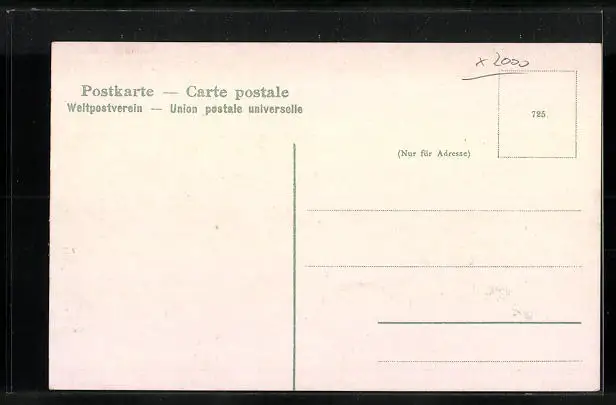 x 2000
Postkarte — Carte postale
Weltpostverein — Union postale universelle
725.
(Nur für Adresse)